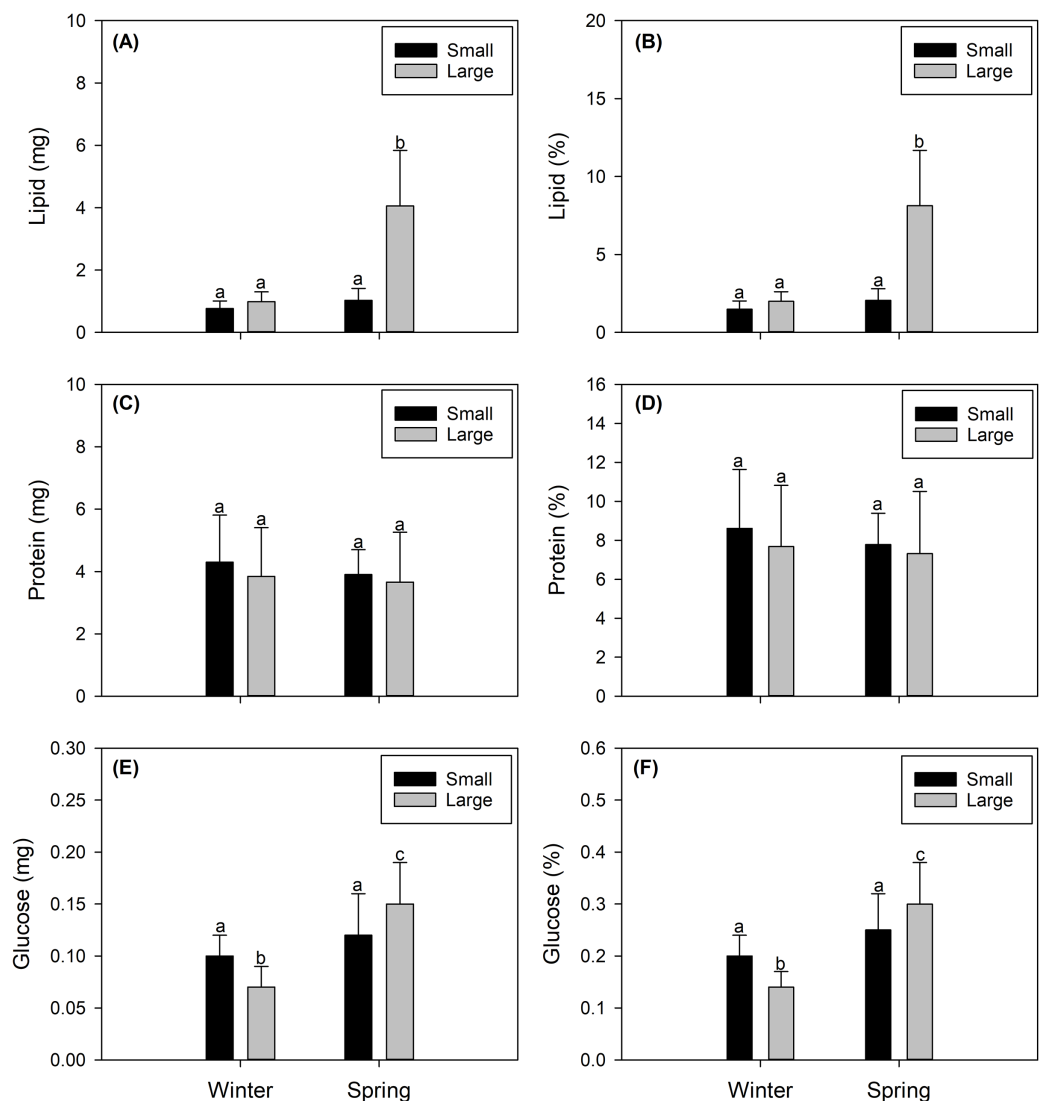 (A)
Small
Large
Lipid (mg)
10
8
6
4
2
0
a
a
a
b
(B)
Small
Large
Lipid (%)
20
15
10
5
0
a
a
a
b
(C)
Small
Large
Protein (mg)
10
8
6
4
2
0
a
a
a
a
(D)
Small
Large
Protein (%)
16
14
12
10
8
6
4
2
0
a
a
a
a
(E)
Small
Large
Glucose (mg)
0.30
0.25
0.20
0.15
0.10
0.05
0.00
a
b
a
c
Winter Spring
(F)
Small
Large
Glucose (%)
0.6
0.5
0.4
0.3
0.2
0.1
0.0
a
b
a
c
Winter Spring